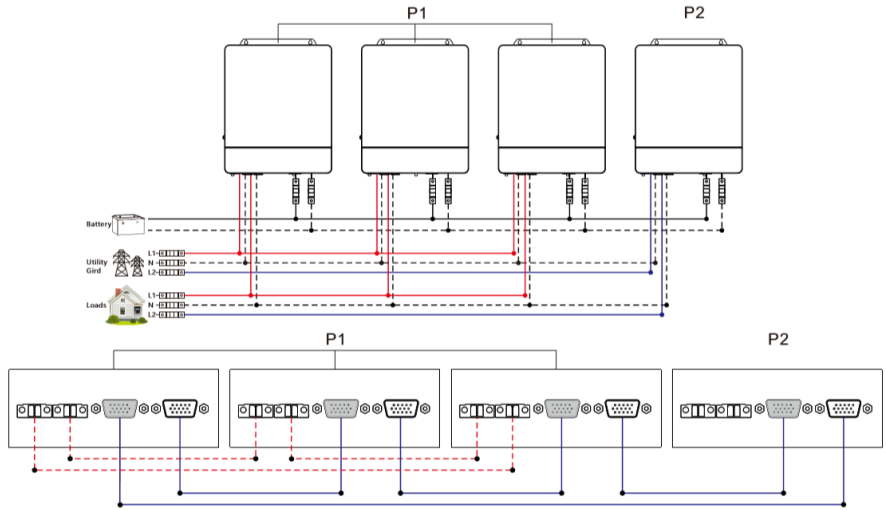 P1 P2
Battery
L1
Utility N
Gird L2
L1
Loads N
L2
P1 P2